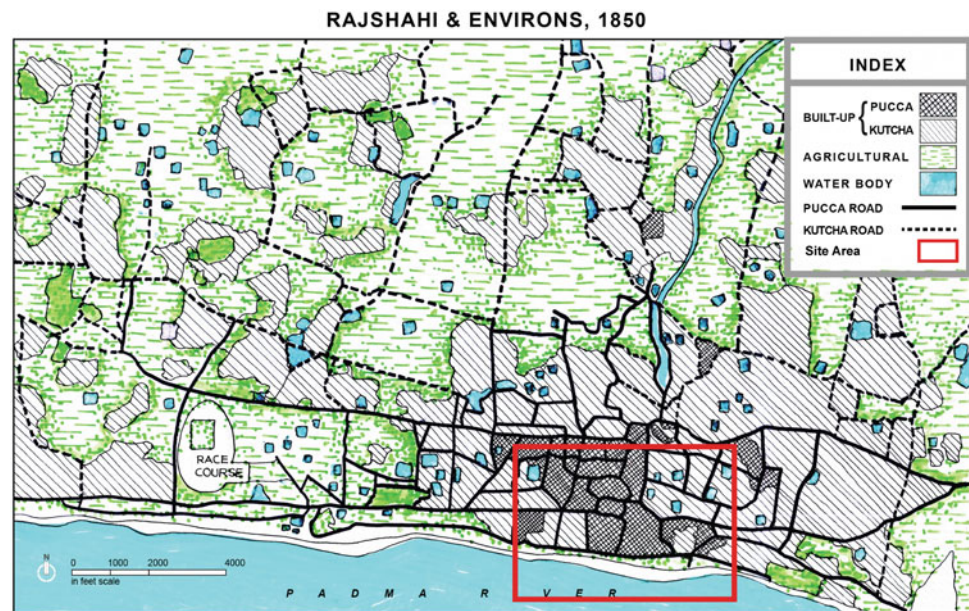 RAJSHAHI & ENVIRONS, 1850
INDEX
BUILT-UP { PUCCA
KUTCHA
AGRICULTURAL
WATER BODY
PUCCA ROAD
KUTCHA ROAD
Site Area
RACE
COURSE
N
0 1000 2000 4000
in feet scale
P A D M A R VER